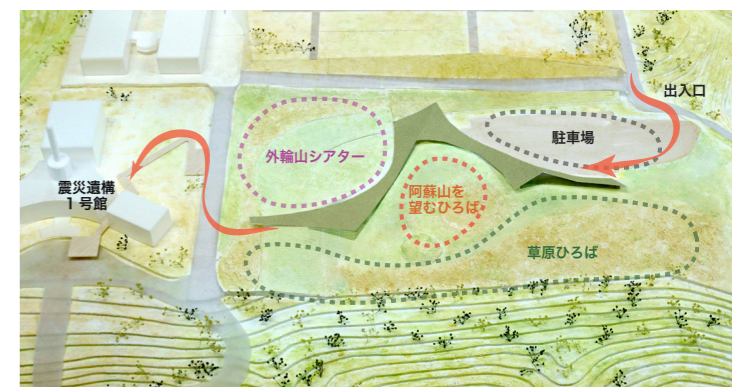 出入口
駐車場
外輪山シアター
阿蘇山を
望むひろば
震災遺構
1号館
草原ひろば